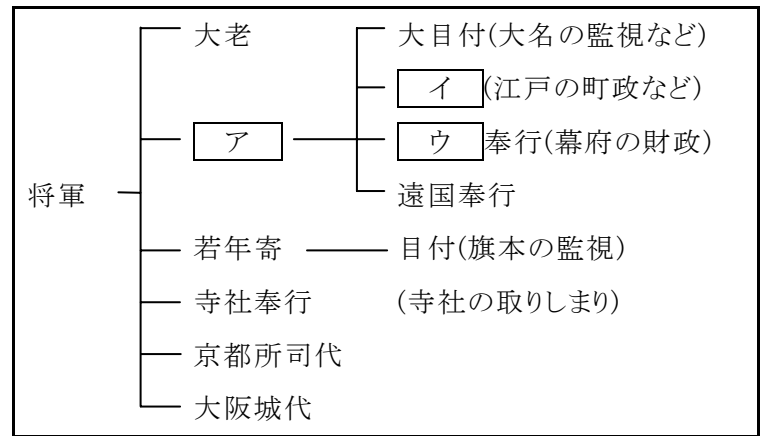 大老 大目付(大名の監視など)
イ (江戸の町政など)
ア ウ 奉行(幕府の財政)
将軍 遠国奉行
若年寄 目付(旗本の監視)
寺社奉行 (寺社の取りしまり)
京都所司代
大阪城代